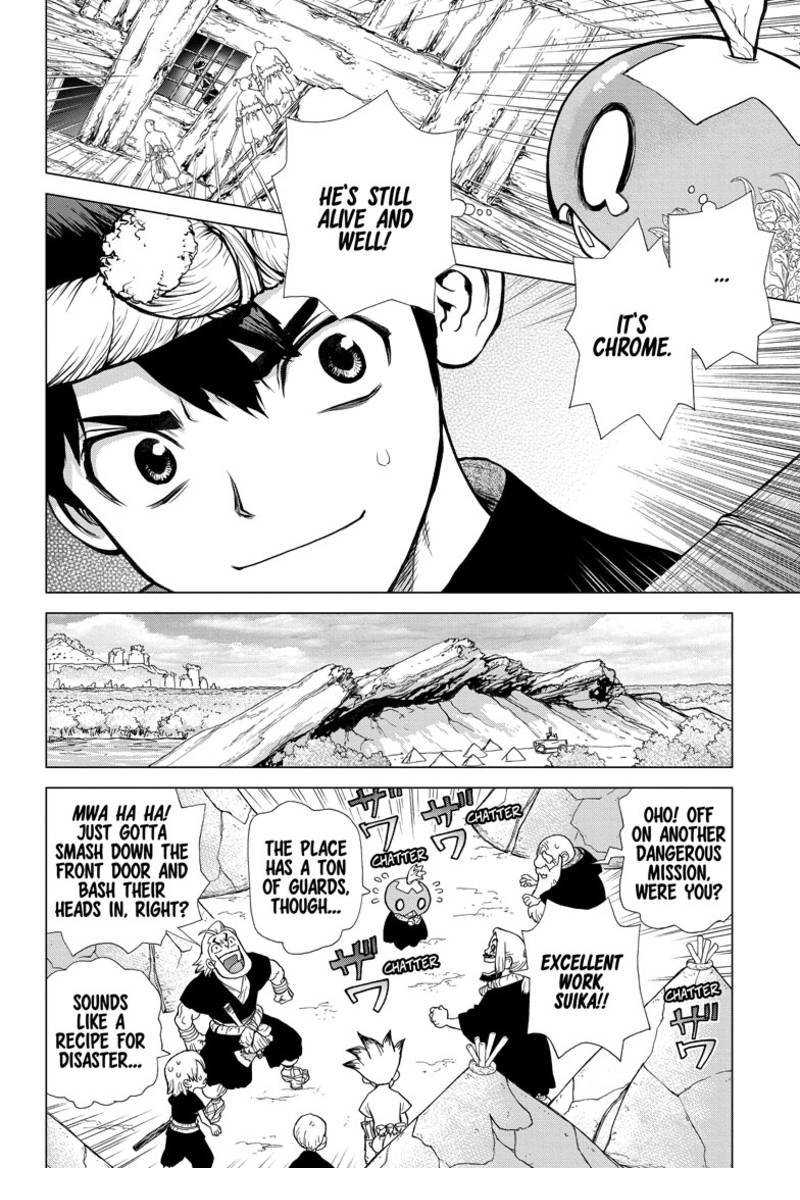 ...
IT'S
CHROME.
HE'S STILL
ALIVE AND
WELL!
OHO! OFF
ON ANOTHER
DANGEROUS
MISSION,
WERE YOU?
EXCELLENT
WORK,
SUIKA!!
CHATTER
ザワ
CHATTER
ザワ
CHATTER
ザワ
CHATTER
ザワ
THE PLACE
HAS A TON
OF GUARDS,
THOUGH...
MWA HA HA!
JUST GOTTA
SMASH DOWN THE
FRONT DOOR AND
BASH THEIR
HEADS IN, RIGHT?
SOUNDS
LIKE A
RECIPE FOR
DISASTER...